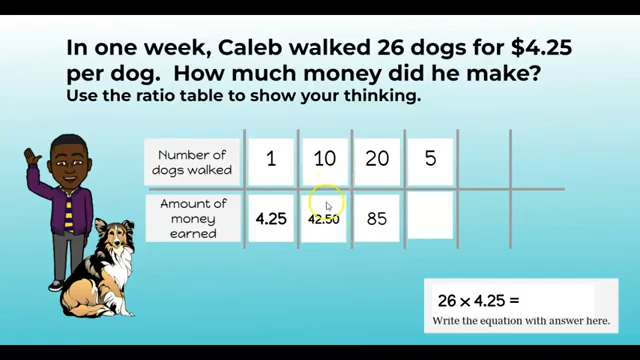 In one week, Caleb walked 26 dogs for $4.25
per dog. How much money did he make?
Use the ratio table to show your thinking.
Number of
dogs walked
1
10
20
5
Amount of
money
earned
4.25
42.50
85
26 x 4.25 =
Write the equation with answer here.